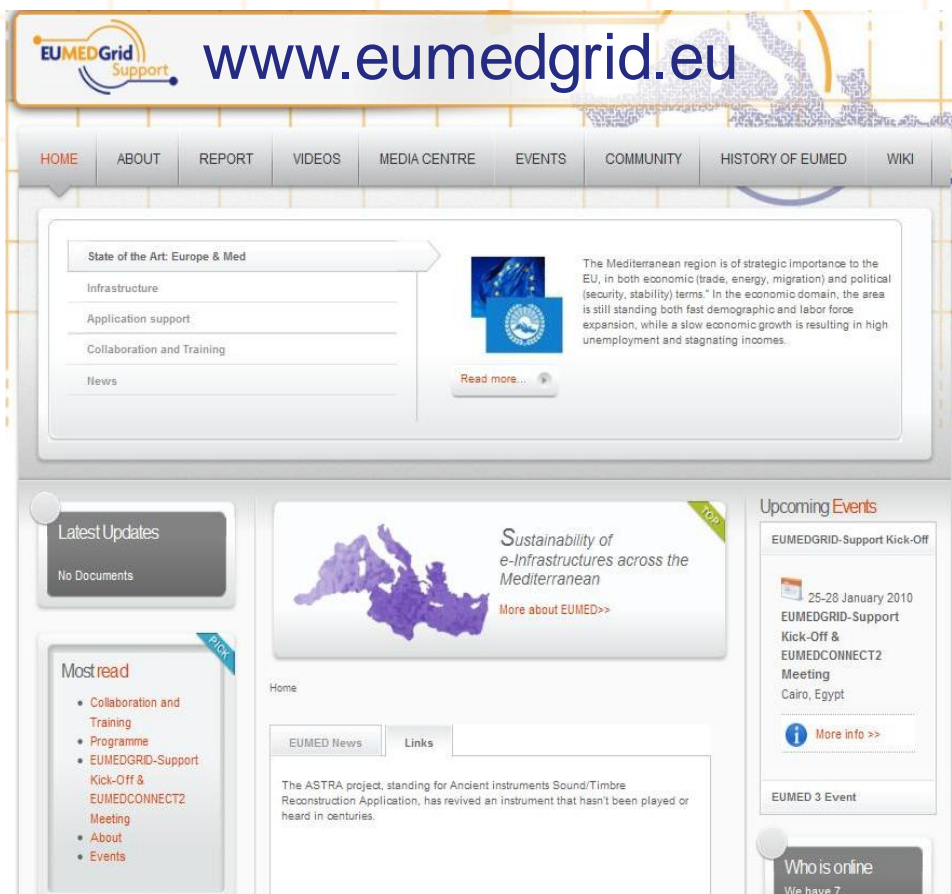 EUMEDGrid
Support
www.eumedgrid.eu
HOME ABOUT REPORT VIDEOS MEDIA CENTRE EVENTS COMMUNITY HISTORY OF EUMED WIKI
State of the Art: Europe & Med
Infrastructure
Application support
Collaboration and Training
News
The Mediterranean region is of strategic importance to the
EU, in both economic (trade, energy, migration) and political
(security, stability) terms." In the economic domain, the area
is still standing both fast demographic and labor force
expansion, while a slow economic growth is resulting in high
unemployment and stagnating incomes.
Read more...
Latest Updates
No Documents
PICK
Most read
Collaboration and
Training
Programme
EUMEDGRID-Support
Kick-Off &
EUMEDCONNECT2
Meeting
About
Events
TOP
Sustainability of
e-Infrastructures across the
Mediterranean
More about EUMED>>
Home
EUMED News Links
The ASTRA project, standing for Ancient instruments Sound/Timbre
Reconstruction Application, has revived an instrument that hasn't been played or
heard in centuries.
Upcoming Events
EUMEDGRID-Support Kick-Off
25-28 January 2010
EUMEDGRID-Support
Kick-Off &
EUMEDCONNECT2
Meeting
Cairo, Egypt
More info >>
EUMED 3 Event
Who is online
We have 7